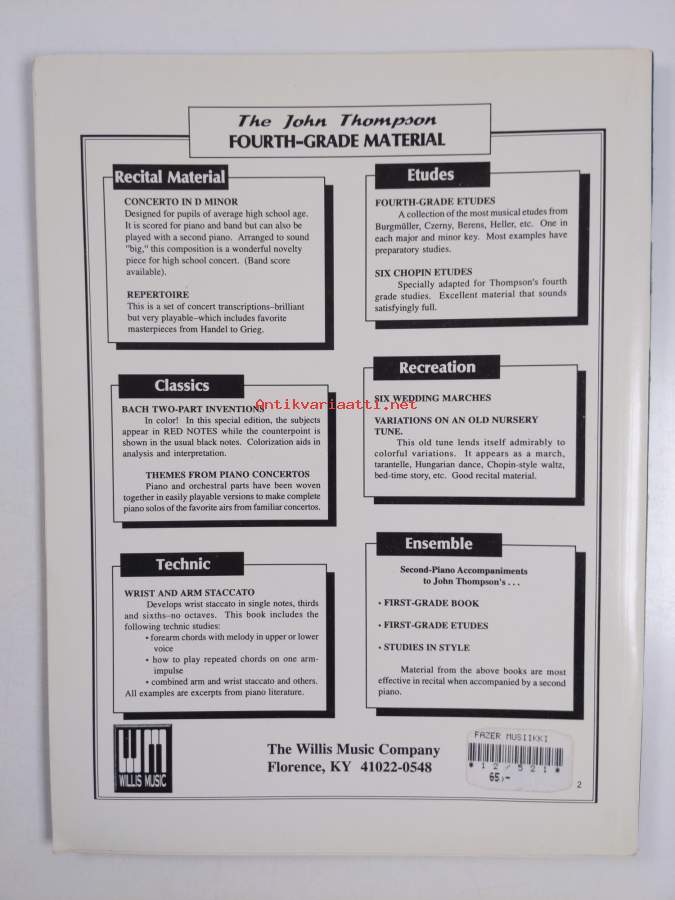 The John Thompson
FOURTH-GRADE MATERIAL
Recital Material
CONCERTO IN D MINOR
Designed for pupils of average high school age.
It is scored for piano and band but can also be
played with a second piano. Arranged to sound
"big," this composition is a wonderful novelty
piece for high school concert. (Band score
available).
REPERTOIRE
This is a set of concert transcriptions–brilliant
but very playable–which includes favorite
masterpieces from Handel to Grieg.
Classics
BACH TWO-PART INVENTIONS
In color! In this special edition, the subjects
appear in RED NOTES while the counterpoint is
shown in the usual black notes. Colorization aids in
analysis and interpretation.
THEMES FROM PIANO CONCERTOS
Piano and orchestral parts have been woven
together in easily playable versions to make complete
piano solos of the favorite airs from familiar concertos.
Technic
WRIST AND ARM STACCATO
Develops wrist staccato in single notes, thirds
and sixths–no octaves. This book includes the
following technic studies:
• forearm chords with melody in upper or lower
voice
• how to play repeated chords on one arm-
impulse
• combined arm and wrist staccato and others.
All examples are excerpts from piano literature.
Etudes
FOURTH-GRADE ETUDES
A collection of the most musical etudes from
Burgmüller, Czerny, Berens, Heller, etc. One in
each major and minor key. Most examples have
preparatory studies.
SIX CHOPIN ETUDES
Specially adapted for Thompson's fourth
grade studies. Excellent material that sounds
satisfyingly full.
Recreation
SIX WEDDING MARCHES
VARIATIONS ON AN OLD NURSERY
TUNE.
This old tune lends itself admirably to
colorful variations. It appears as a march,
tarantelle, Hungarian dance, Chopin-style waltz,
bed-time story, etc. Good recital material.
Ensemble
Second-Piano Accompaniments
to John Thompson's . . .
• FIRST-GRADE BOOK
• FIRST-GRADE ETUDES
• STUDIES IN STYLE
Material from the above books are most
effective in recital when accompanied by a second
piano.
Antikvariaatti.net
WILLIS MUSIC
The Willis Music Company
Florence, KY 41022-0548
FAZER MUSIIKKI
* 12/521 *
65,-
2